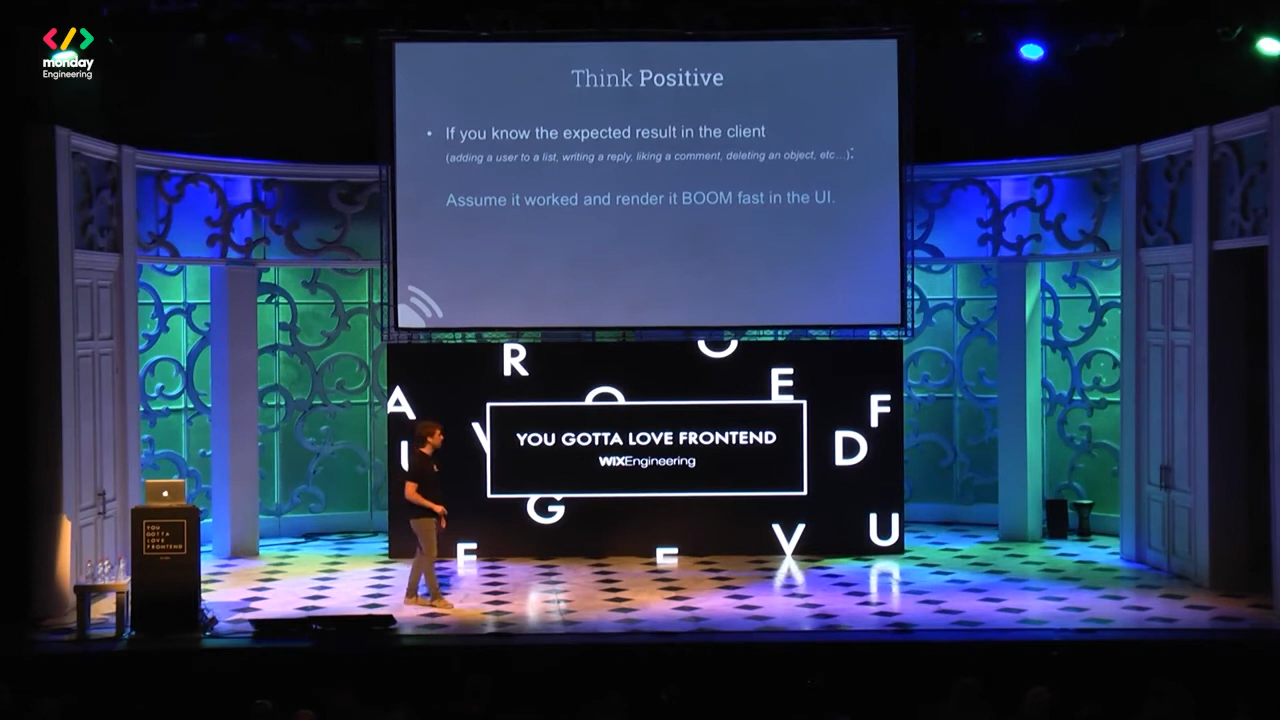 monday
Engineering
Think Positive
• If you know the expected result in the client
(adding a user to a list, writing a reply, liking a comment, deleting an object, etc...):
Assume it worked and render it BOOM fast in the UI.
R
O
E
A
F
YOU GOTTA LOVE FRONTEND
WIXEngineering
D
G
V
U
E
E
YOU
GOTTA
LOVE
FRONTEND